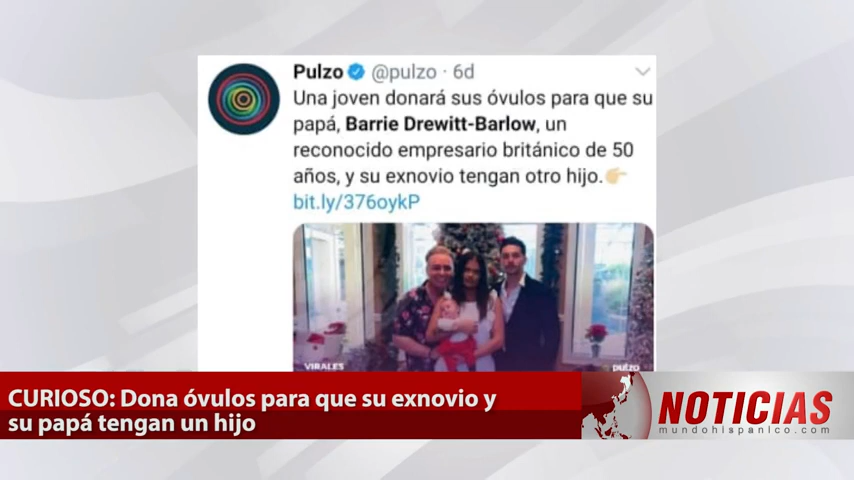 Pulzo @pulzo · 6d
Una joven donará sus óvulos para que su
papá, Barrie Drewitt-Barlow, un
reconocido empresario británico de 50
años, y su exnovio tengan otro hijo.👉🏼
bit.ly/376oykP
VIRALES
pulzo
CURIOSO: Dona óvulos para que su exnovio y
su papá tengan un hijo
NOTICIAS
mundohispanico.com